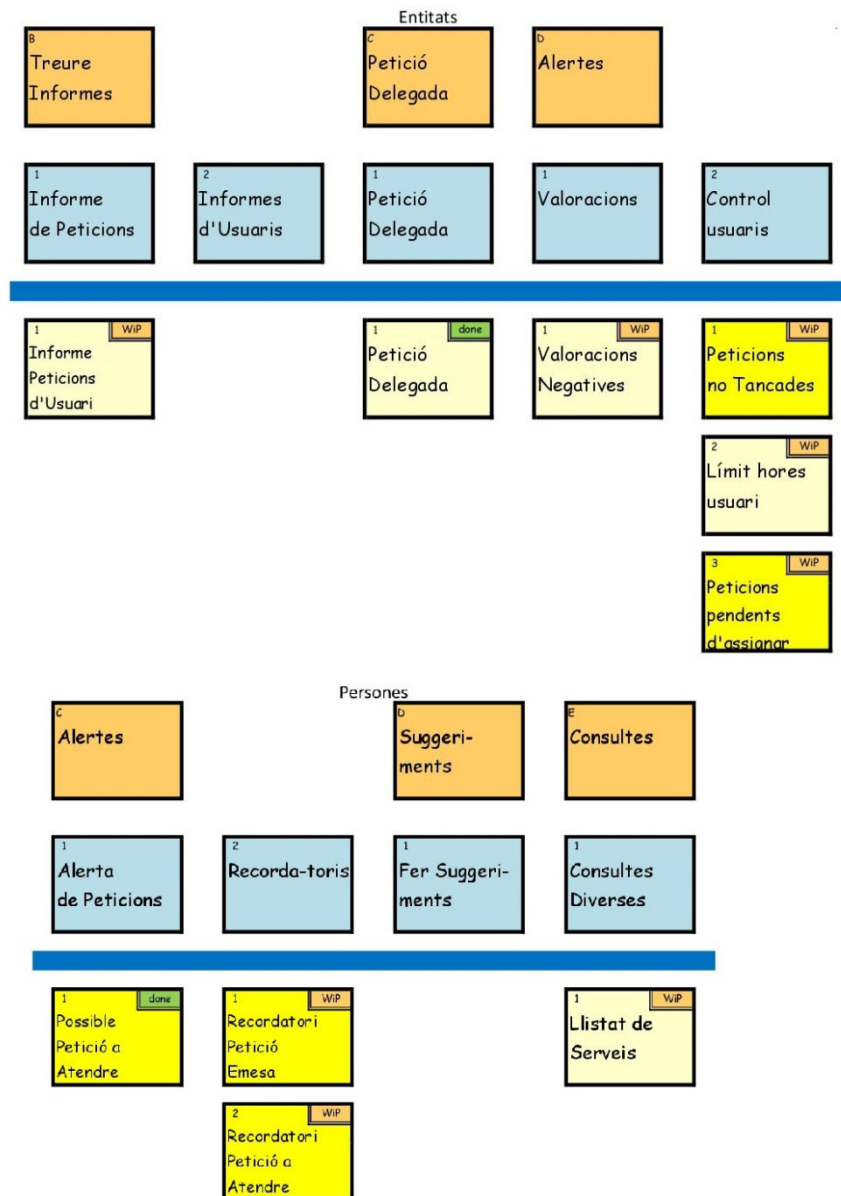 Entitats
B
Treure
Informes
C
Petició
Delegada
D
Alertes
1
Informe
de Peticions
2
Informes
d'Usuaris
1
Petició
Delegada
1
Valoracions
2
Control
usuaris
1 WiP
Informe
Peticions
d'Usuari
1 done
Petició
Delegada
1 WiP
Valoracions
Negatives
1 WiP
Peticions
no Tancades
2 WiP
Límit hores
usuari
3 WiP
Peticions
pendents
d'assignar
Persones
C
Alertes
D
Suggeri-
ments
E
Consultes
1
Alerta
de Peticions
2
Recorda-toris
1
Fer Suggeri-
ments
1
Consultes
Diverses
1 done
Possible
Petició a
Atendre
1 WiP
Recordatori
Petició
Emesa
1 WiP
Llistat de
Serveis
2 WiP
Recordatori
Petició a
Atendre